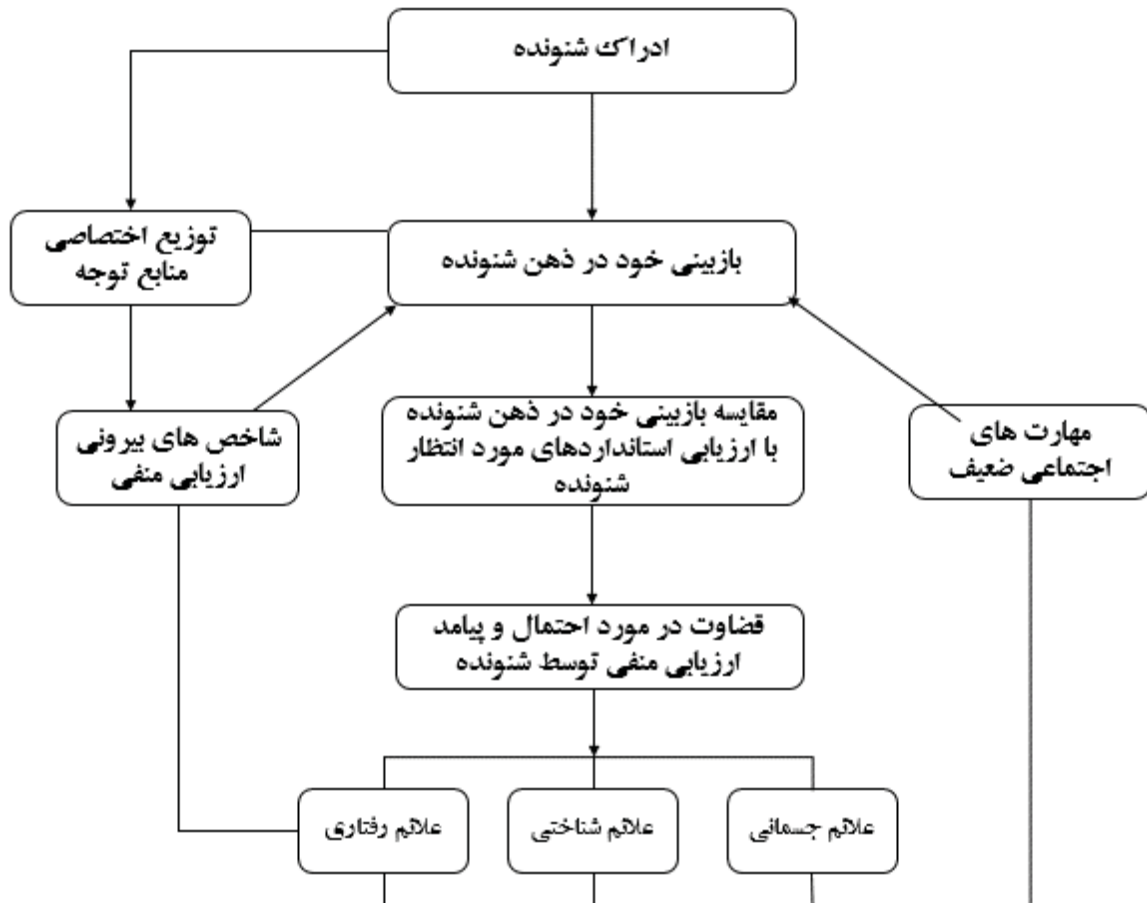 ادراک شنونده
توزیع اختصاصی
منابع توجه
بازبینی خود در ذهن شنونده
شاخص های بیرونی
ارزیابی منفی
مقایسه بازبینی خود در ذهن شنونده
با ارزیابی استانداردهای مورد انتظار
شنونده
مهارت های
اجتماعی ضعیف
قضاوت در مورد احتمال و پیامد
ارزیابی منفی توسط شنونده
علائم رفتاری
علائم شناختی
علائم جسمانی